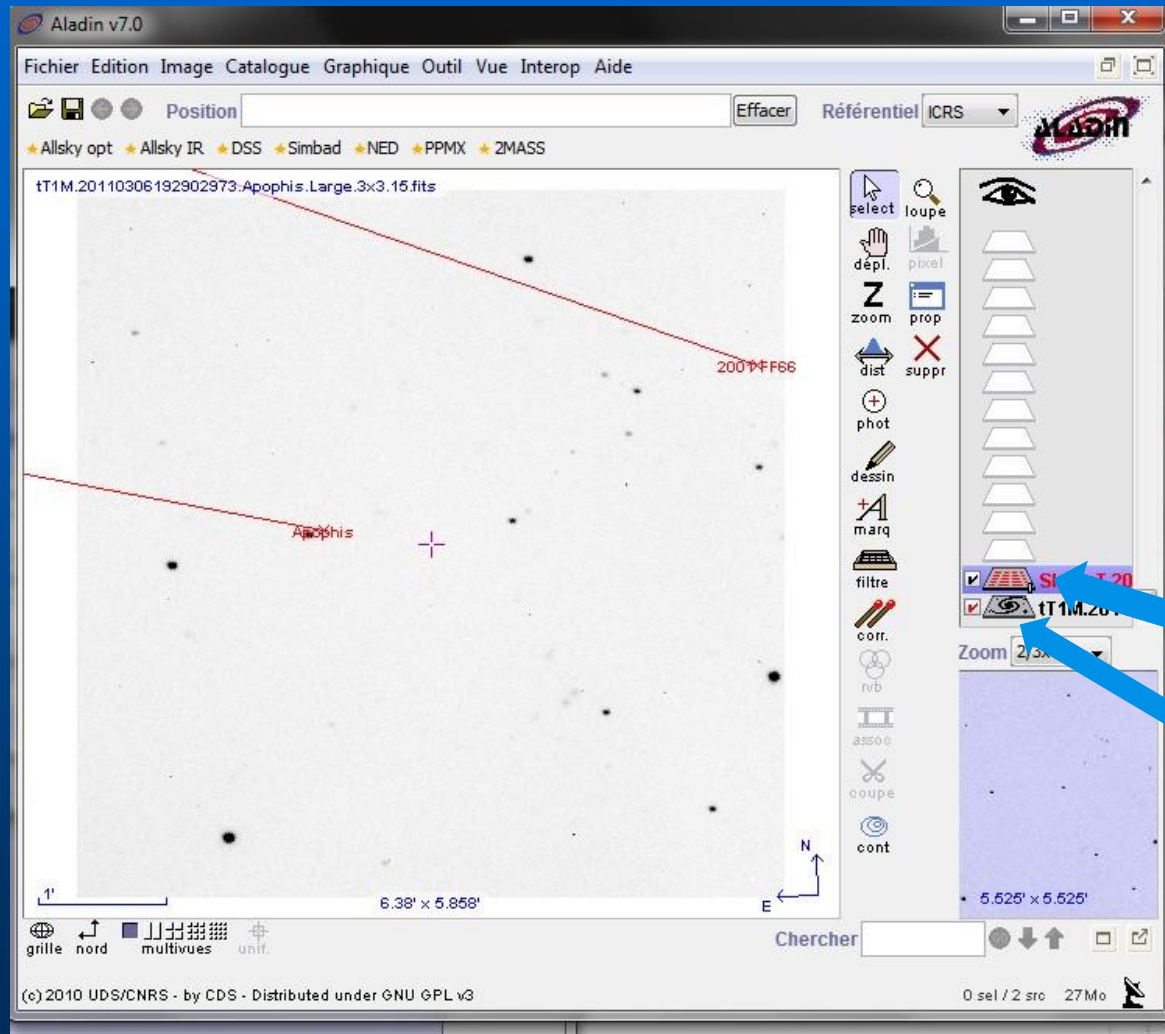 Aladin v7.0
Fichier Edition Image Catalogue Graphique Outil Vue Interop Aide
Position Effacer Référentiel ICRS
ALADIN
Allsky opt Allsky IR DSS Simbad NED PPMX 2MASS
tT1M.20110306192902973.Apophis.Large.3x3.15.fits
Apophis
1'
6.38' x 5.858'
N
E
select loupe
dépl. pixel
Z
zoom prop
dist suppr
phot
dessin
+A
marq
filtre
corr.
rvb
assoc
coupe
cont
tT1M.201
Zoom
5.525' x 5.525'
grille nord multivues unif.
Chercher
(c) 2010 UDS/CNRS - by CDS - Distributed under GNU GPL v3
0 sel / 2 src 27Mo